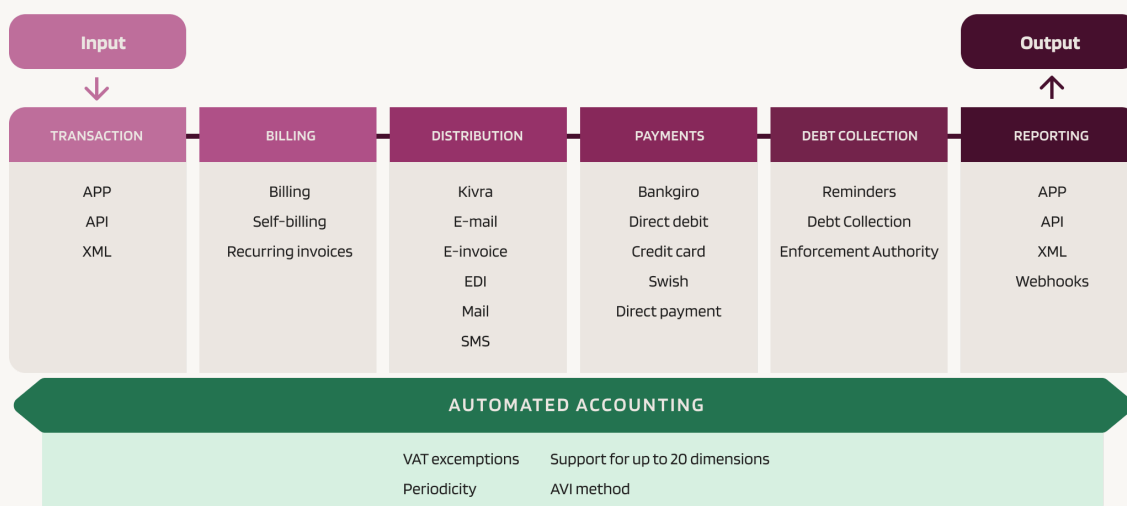 Input
Output
TRANSACTION
APP
API
XML
BILLING
Billing
Self-billing
Recurring invoices
DISTRIBUTION
Kivra
E-mail
E-invoice
EDI
Mail
SMS
PAYMENTS
Bankgiro
Direct debit
Credit card
Swish
Direct payment
DEBT COLLECTION
Reminders
Debt Collection
Enforcement Authority
REPORTING
APP
API
XML
Webhooks
AUTOMATED ACCOUNTING
VAT excemptions
Periodicity
Support for up to 20 dimensions
AVI method